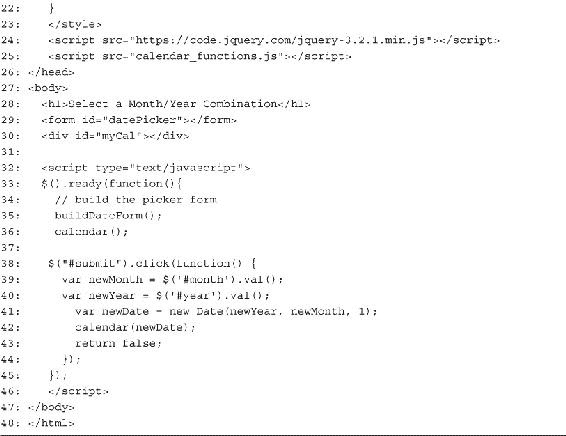 22:    }
23:    </style>
24:    <script src="https://code.jquery.com/jquery-3.2.1.min.js"></script>
25:    <script src="calendar_functions.js"></script>
26: </head>
27: <body>
28:   <h1>Select a Month/Year Combination</h1>
29:   <form id="datePicker"></form>
30:   <div id="myCal"></div>
31:
32:   <script type="text/javascript">
33:   $().ready(function(){
34:     // build the picker form
35:     buildDateForm();
36:     calendar();
37:
38:     $("#submit").click(function() {
39:      var newMonth = $('#month').val();
40:      var newYear = $('#year').val();
41:        var newDate = new Date(newYear, newMonth, 1);
42:        calendar(newDate);
43:        return false;
44:      });
45:    });
46:    </script>
47: </body>
48: </html>